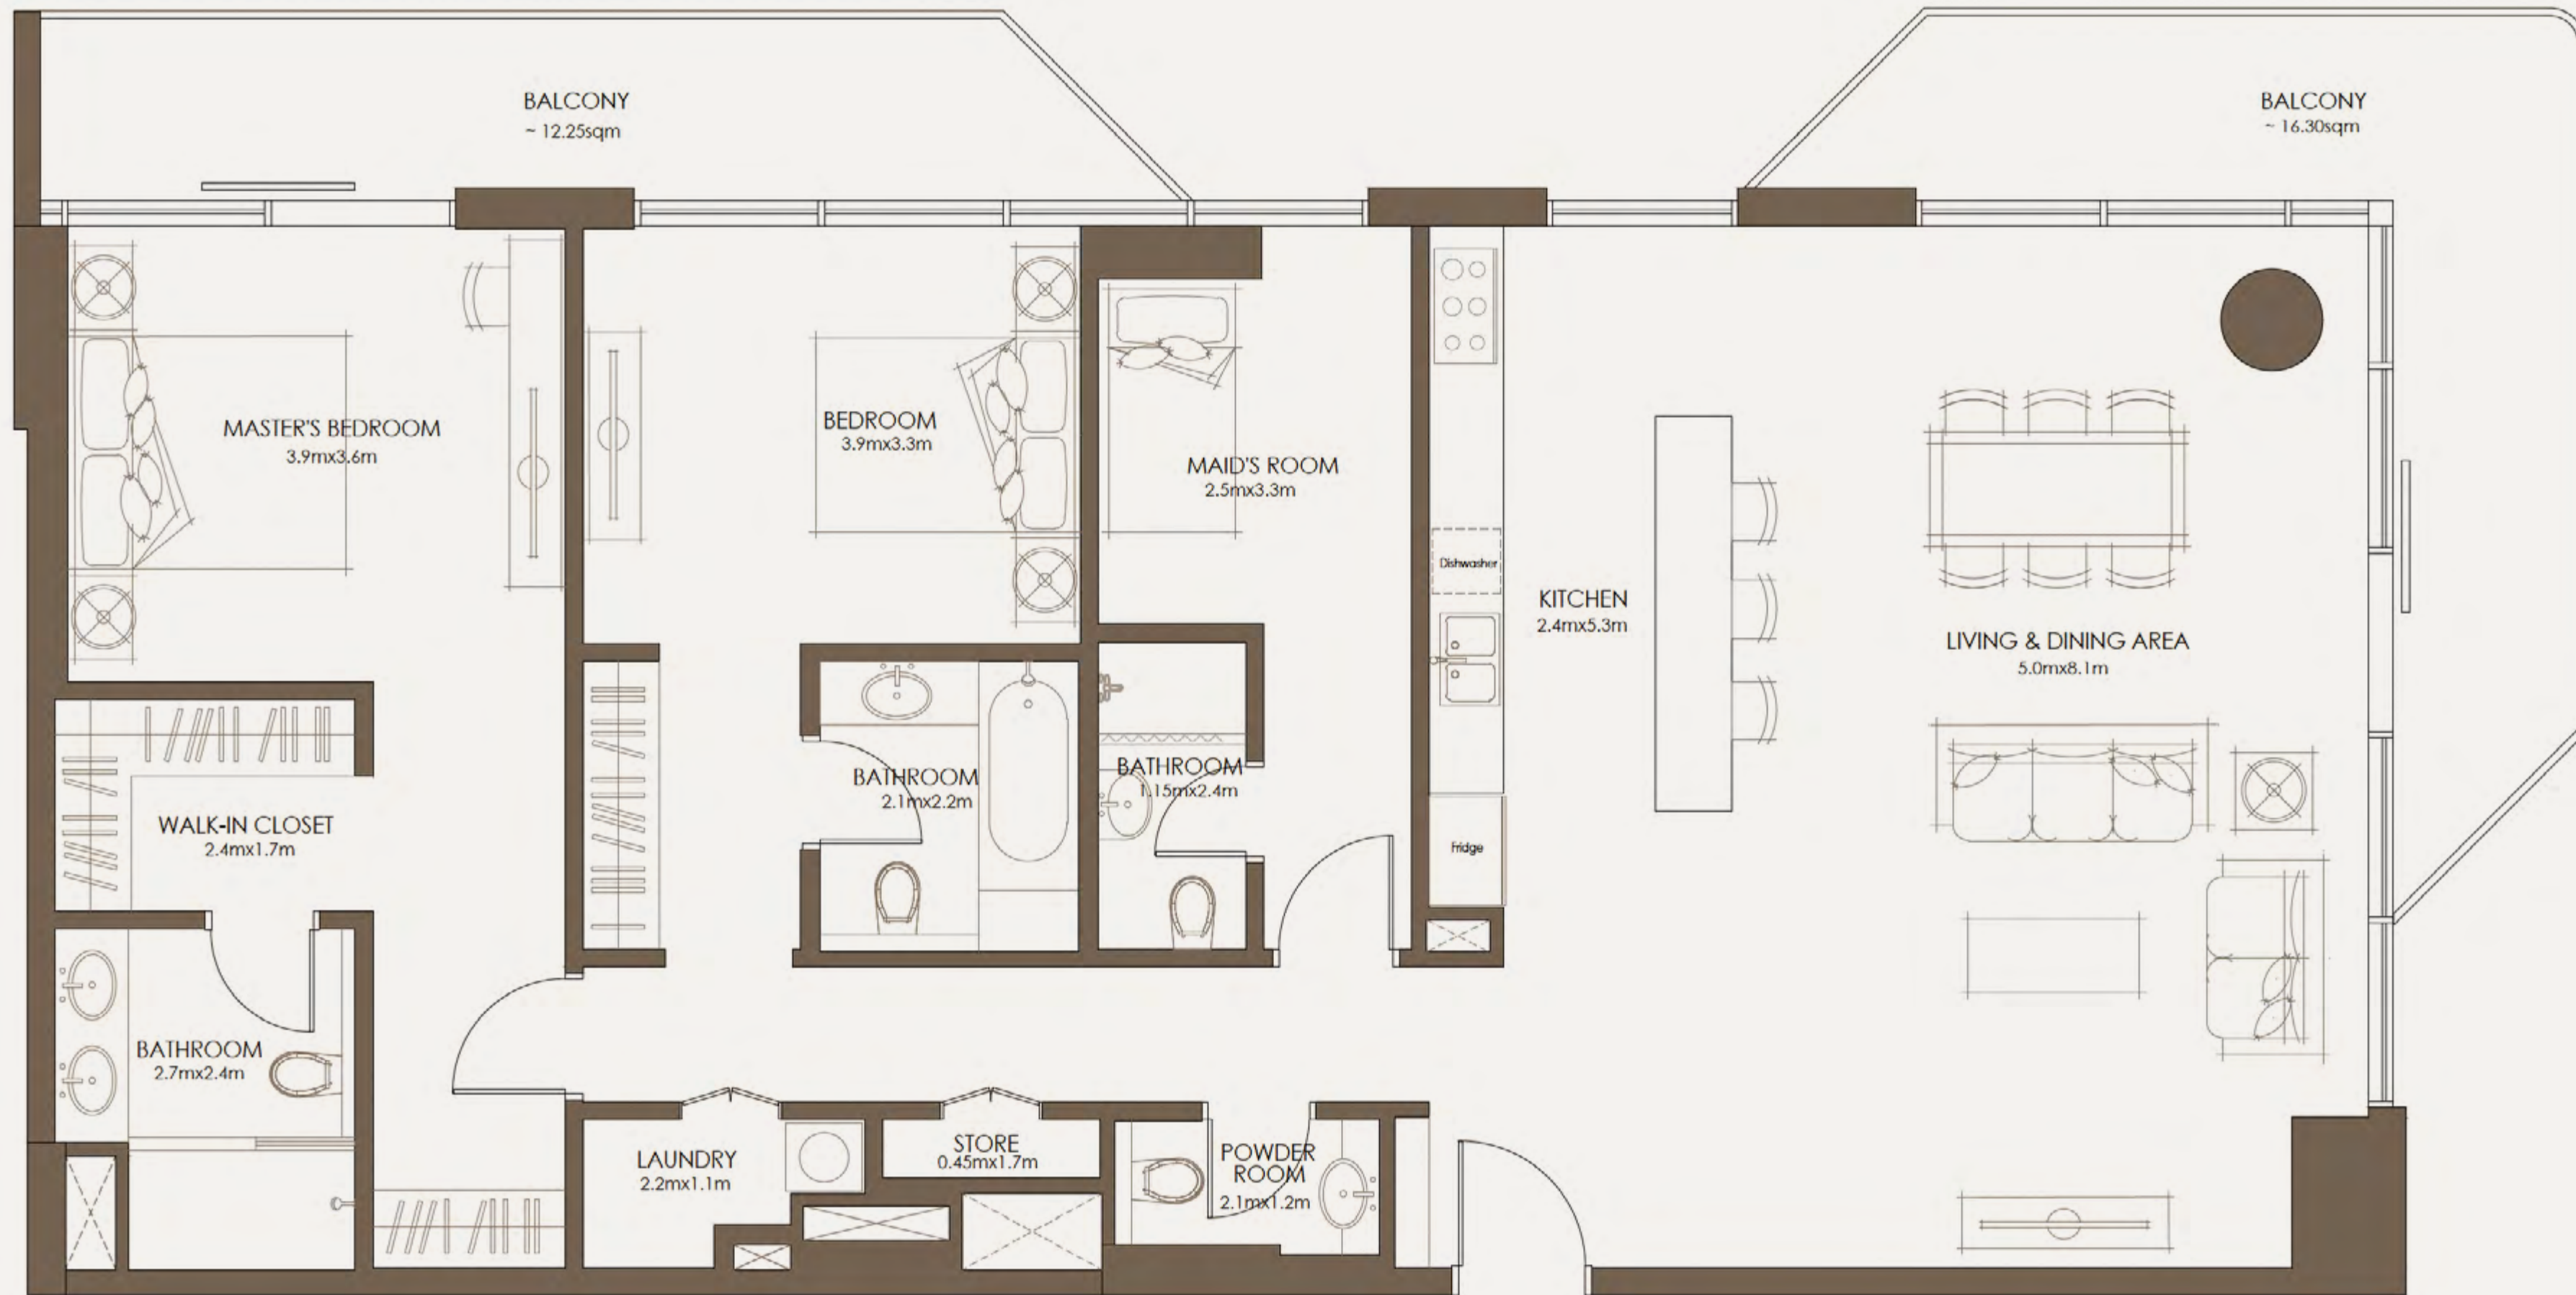 BALCONY
~ 12.25sqm
BALCONY
~ 16.30sqm
MASTER'S BEDROOM
3.9mx3.6m
BEDROOM
3.9mx3.3m
MAID'S ROOM
2.5mx3.3m
Dishwasher
KITCHEN
2.4mx5.3m
LIVING & DINING AREA
5.0mx8.1m
WALK-IN CLOSET
2.4mx1.7m
BATHROOM
2.1mx2.2m
BATHROOM
1.15mx2.4m
Fridge
BATHROOM
2.7mx2.4m
LAUNDRY
2.2mx1.1m
STORE
0.45mx1.7m
POWDER
ROOM
2.1mx1.2m